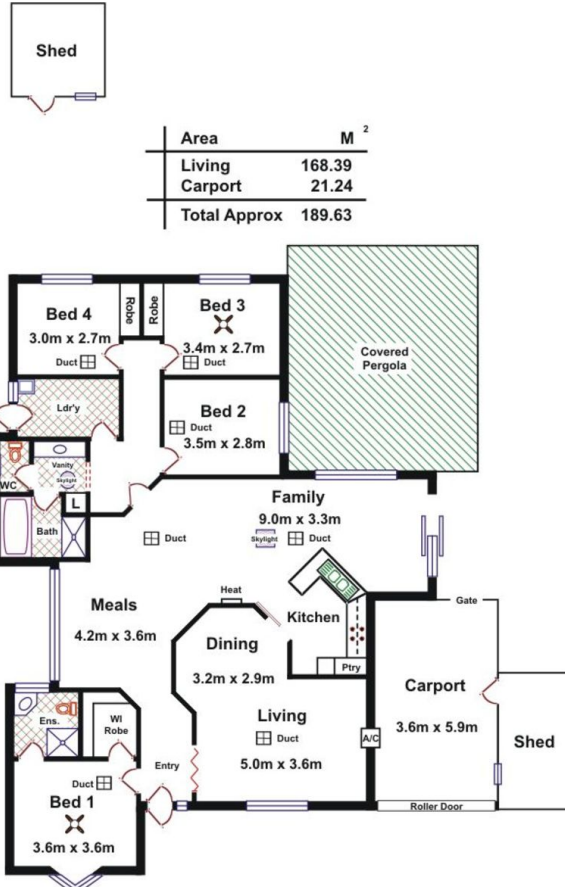 Shed
Area M 2
Living 168.39
Carport 21.24
Total Approx 189.63
Bed 4
3.0m x 2.7m
Duct
Robe
Robe
Bed 3
3.4m x 2.7m
Duct
Covered
Pergola
Ldr'y
Bed 2
Duct
3.5m x 2.8m
WC
Vanity
Skylight
L
Bath
Family
9.0m x 3.3m
Duct
Skylight
Duct
Heat
Meals
4.2m x 3.6m
Kitchen
Gate
Dining
3.2m x 2.9m
Ptry
Carport
3.6m x 5.9m
Ens.
WI
Robe
Living
Duct
5.0m x 3.6m
A/C
Shed
Entry
Duct
Bed 1
3.6m x 3.6m
Roller Door